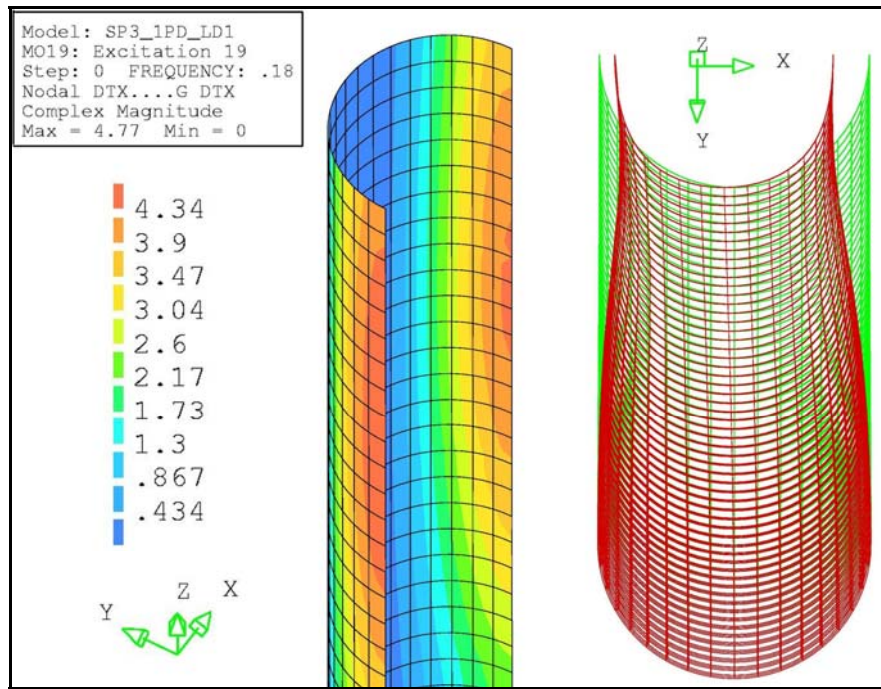 Model: SP3_1PD_LD1
MO19: Excitation 19
Step: 0 FREQUENCY: .18
Nodal DTX....G DTX
Complex Magnitude
Max = 4.77 Min = 0
4.34
3.9
3.47
3.04
2.6
2.17
1.73
1.3
.867
.434
Y
Z
X
Z
X
Y